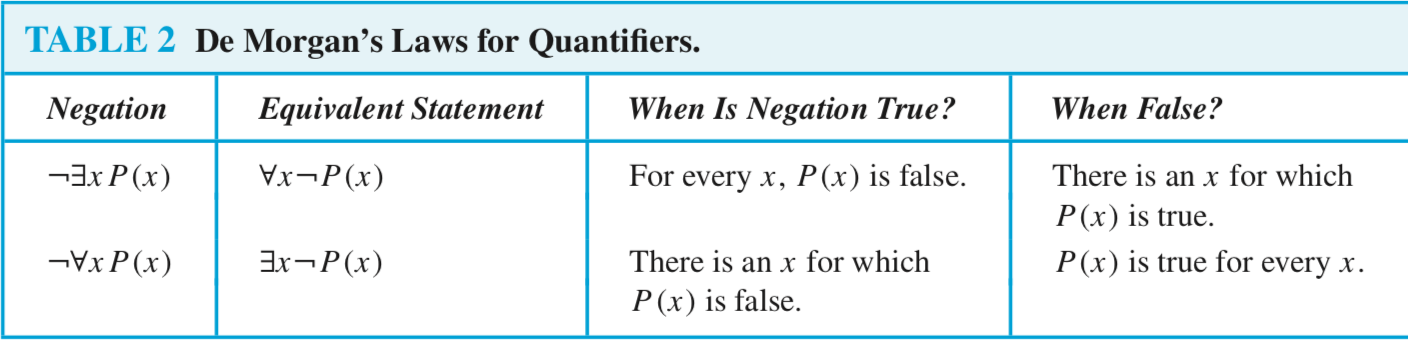 TABLE 2 De Morgan's Laws for Quantifiers.
Negation Equivalent Statement When Is Negation True? When False?
¬∃x P(x) ∀x¬P(x) For every x, P(x) is false. There is an x for which
P(x) is true.
¬∀x P(x) ∃x¬P(x) There is an x for which P(x) is true for every x.
P(x) is false.